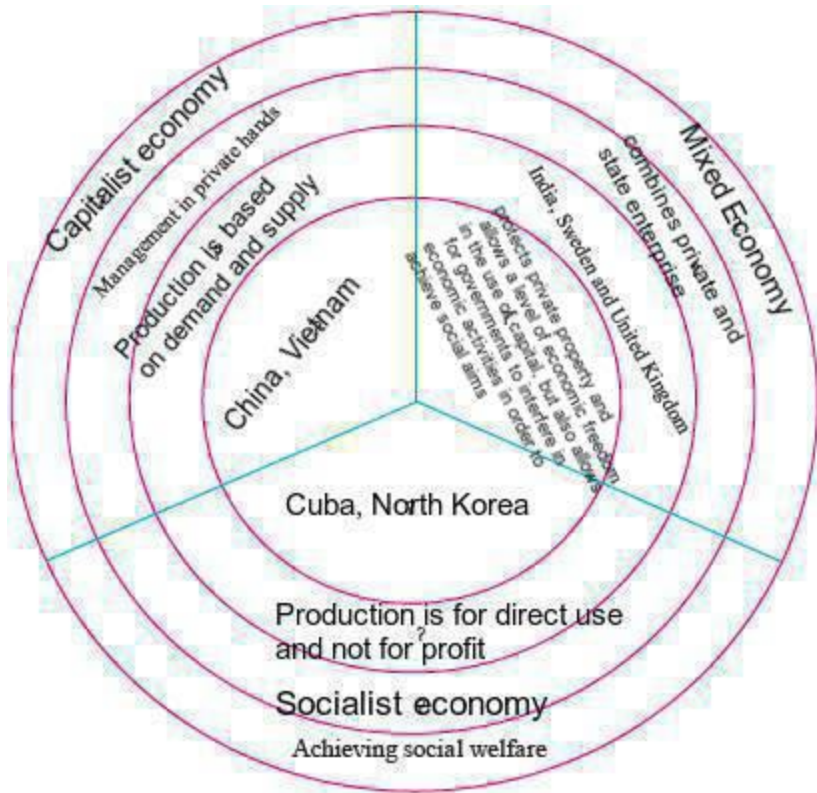 Capitalist economy
Management in private hands
Production is based
on demand and supply
China, Vietnam
Mixed Economy
combines private and
state enterprise
India, Sweden and United Kingdom
protects private property and
allows a level of economic freedom
in the use of capital, but also allows
for governments to interfere in
economic activities in order to
achieve social aims
Cuba, North Korea
Production is for direct use
?
and not for profit
Socialist economy
Achieving social welfare